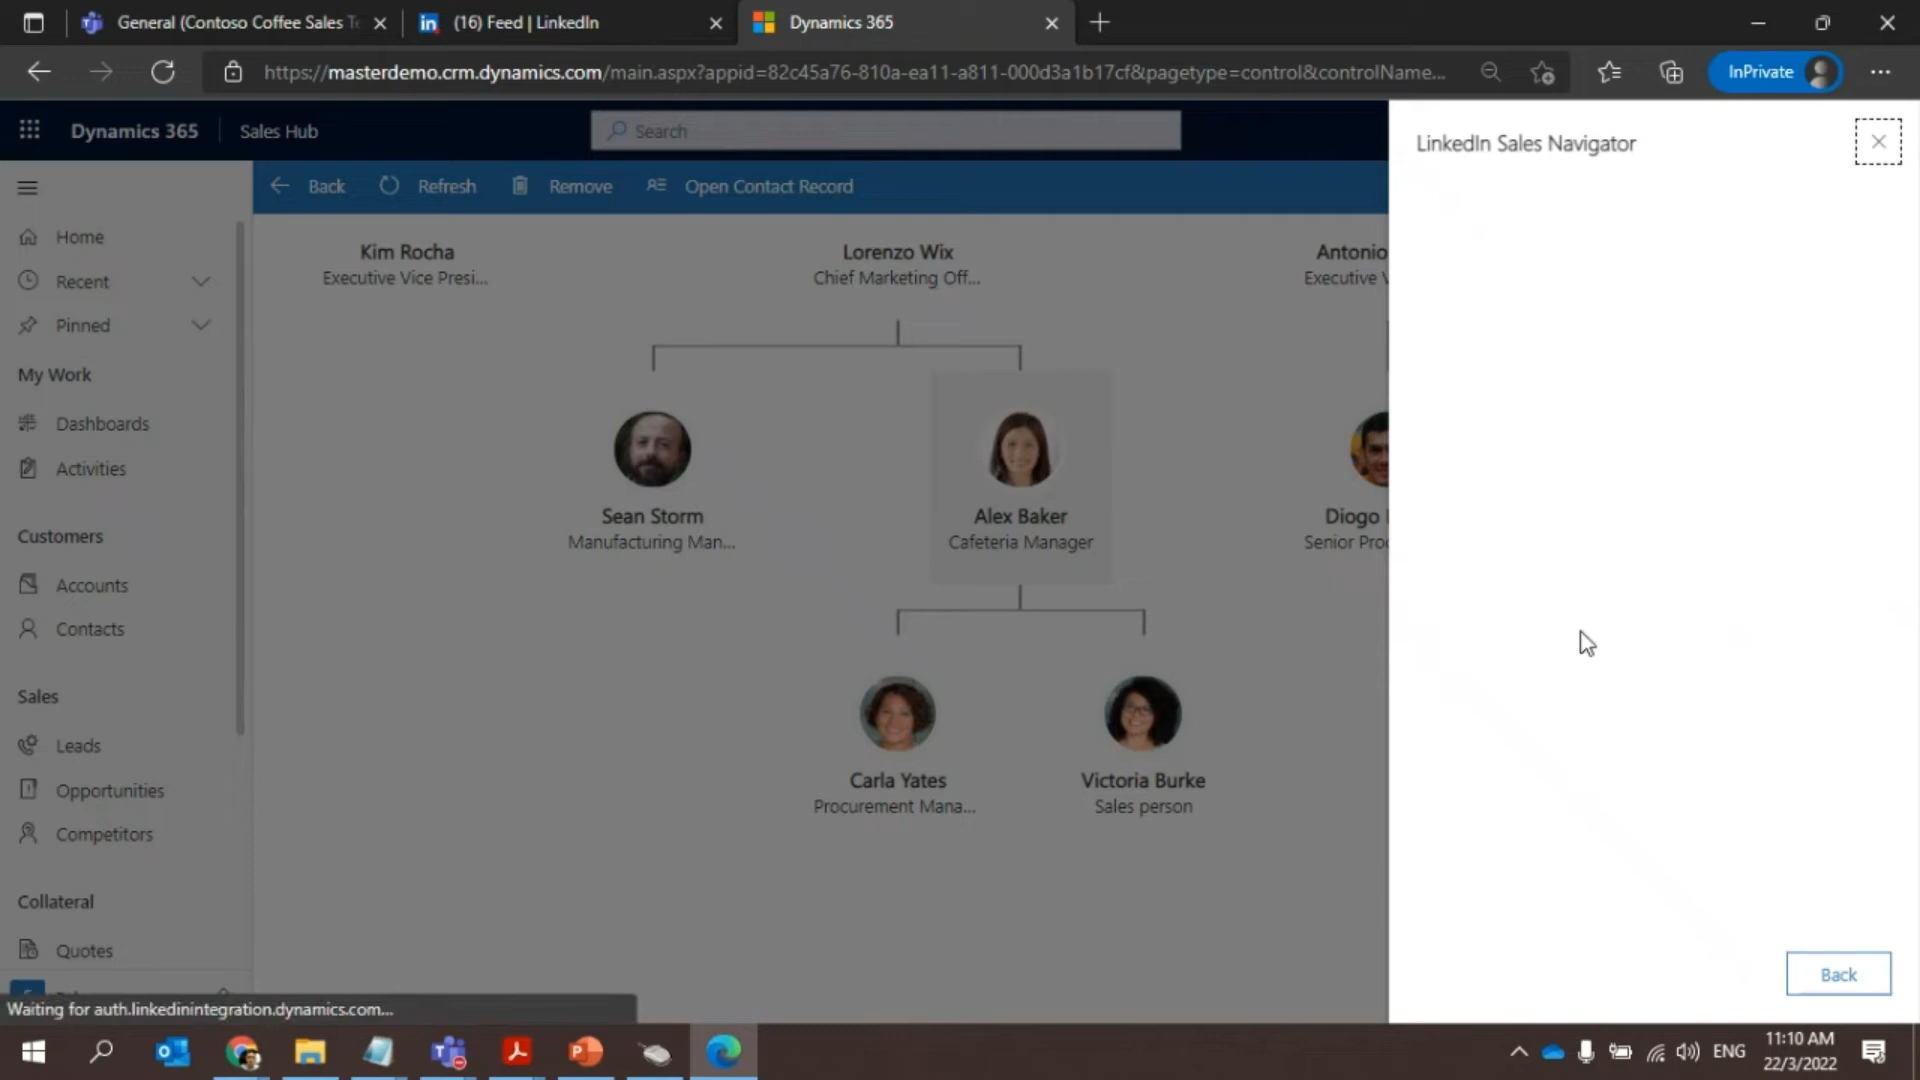 General (Contoso Coffee Sales Te
(16) Feed | LinkedIn
Dynamics 365
https://masterdemo.crm.dynamics.com/main.aspx?appid=82c45a76-810a-ea11-a811-000d3a1b17cf&pagetype=control&controlName...
InPrivate
Dynamics 365
Sales Hub
Search
LinkedIn Sales Navigator
Back
Refresh
Remove
Open Contact Record
Home
Recent
Pinned
My Work
Dashboards
Activities
Customers
Accounts
Contacts
Sales
Leads
Opportunities
Competitors
Collateral
Quotes
Kim Rocha
Executive Vice Presi...
Lorenzo Wix
Chief Marketing Off...
Antonio
Executive V
Sean Storm
Manufacturing Man...
Alex Baker
Cafeteria Manager
Diogo
Senior Proc
Carla Yates
Procurement Mana...
Victoria Burke
Sales person
Back
Waiting for auth.linkedinintegration.dynamics.com...
ENG
11:10 AM
22/3/2022